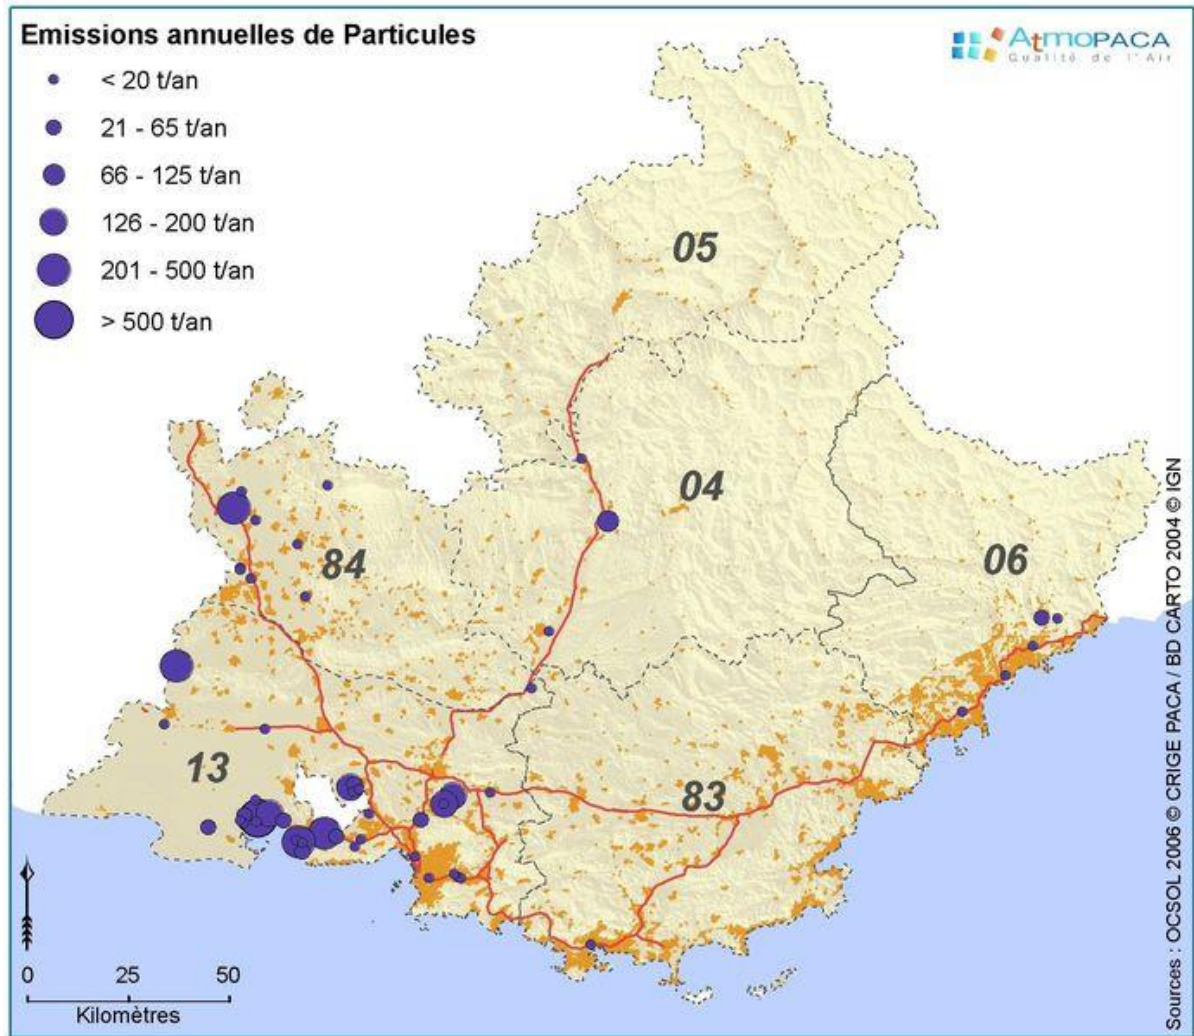 Emissions annuelles de Particules
< 20 t/an
21 - 65 t/an
66 - 125 t/an
126 - 200 t/an
201 - 500 t/an
> 500 t/an
AtmoPACA
Qualité de l'Air
05
04
84
06
13
83
0 25 50
Kilomètres
Sources : OCSOL 2006 © CRIGE PACA / BD CARTO 2004 © IGN